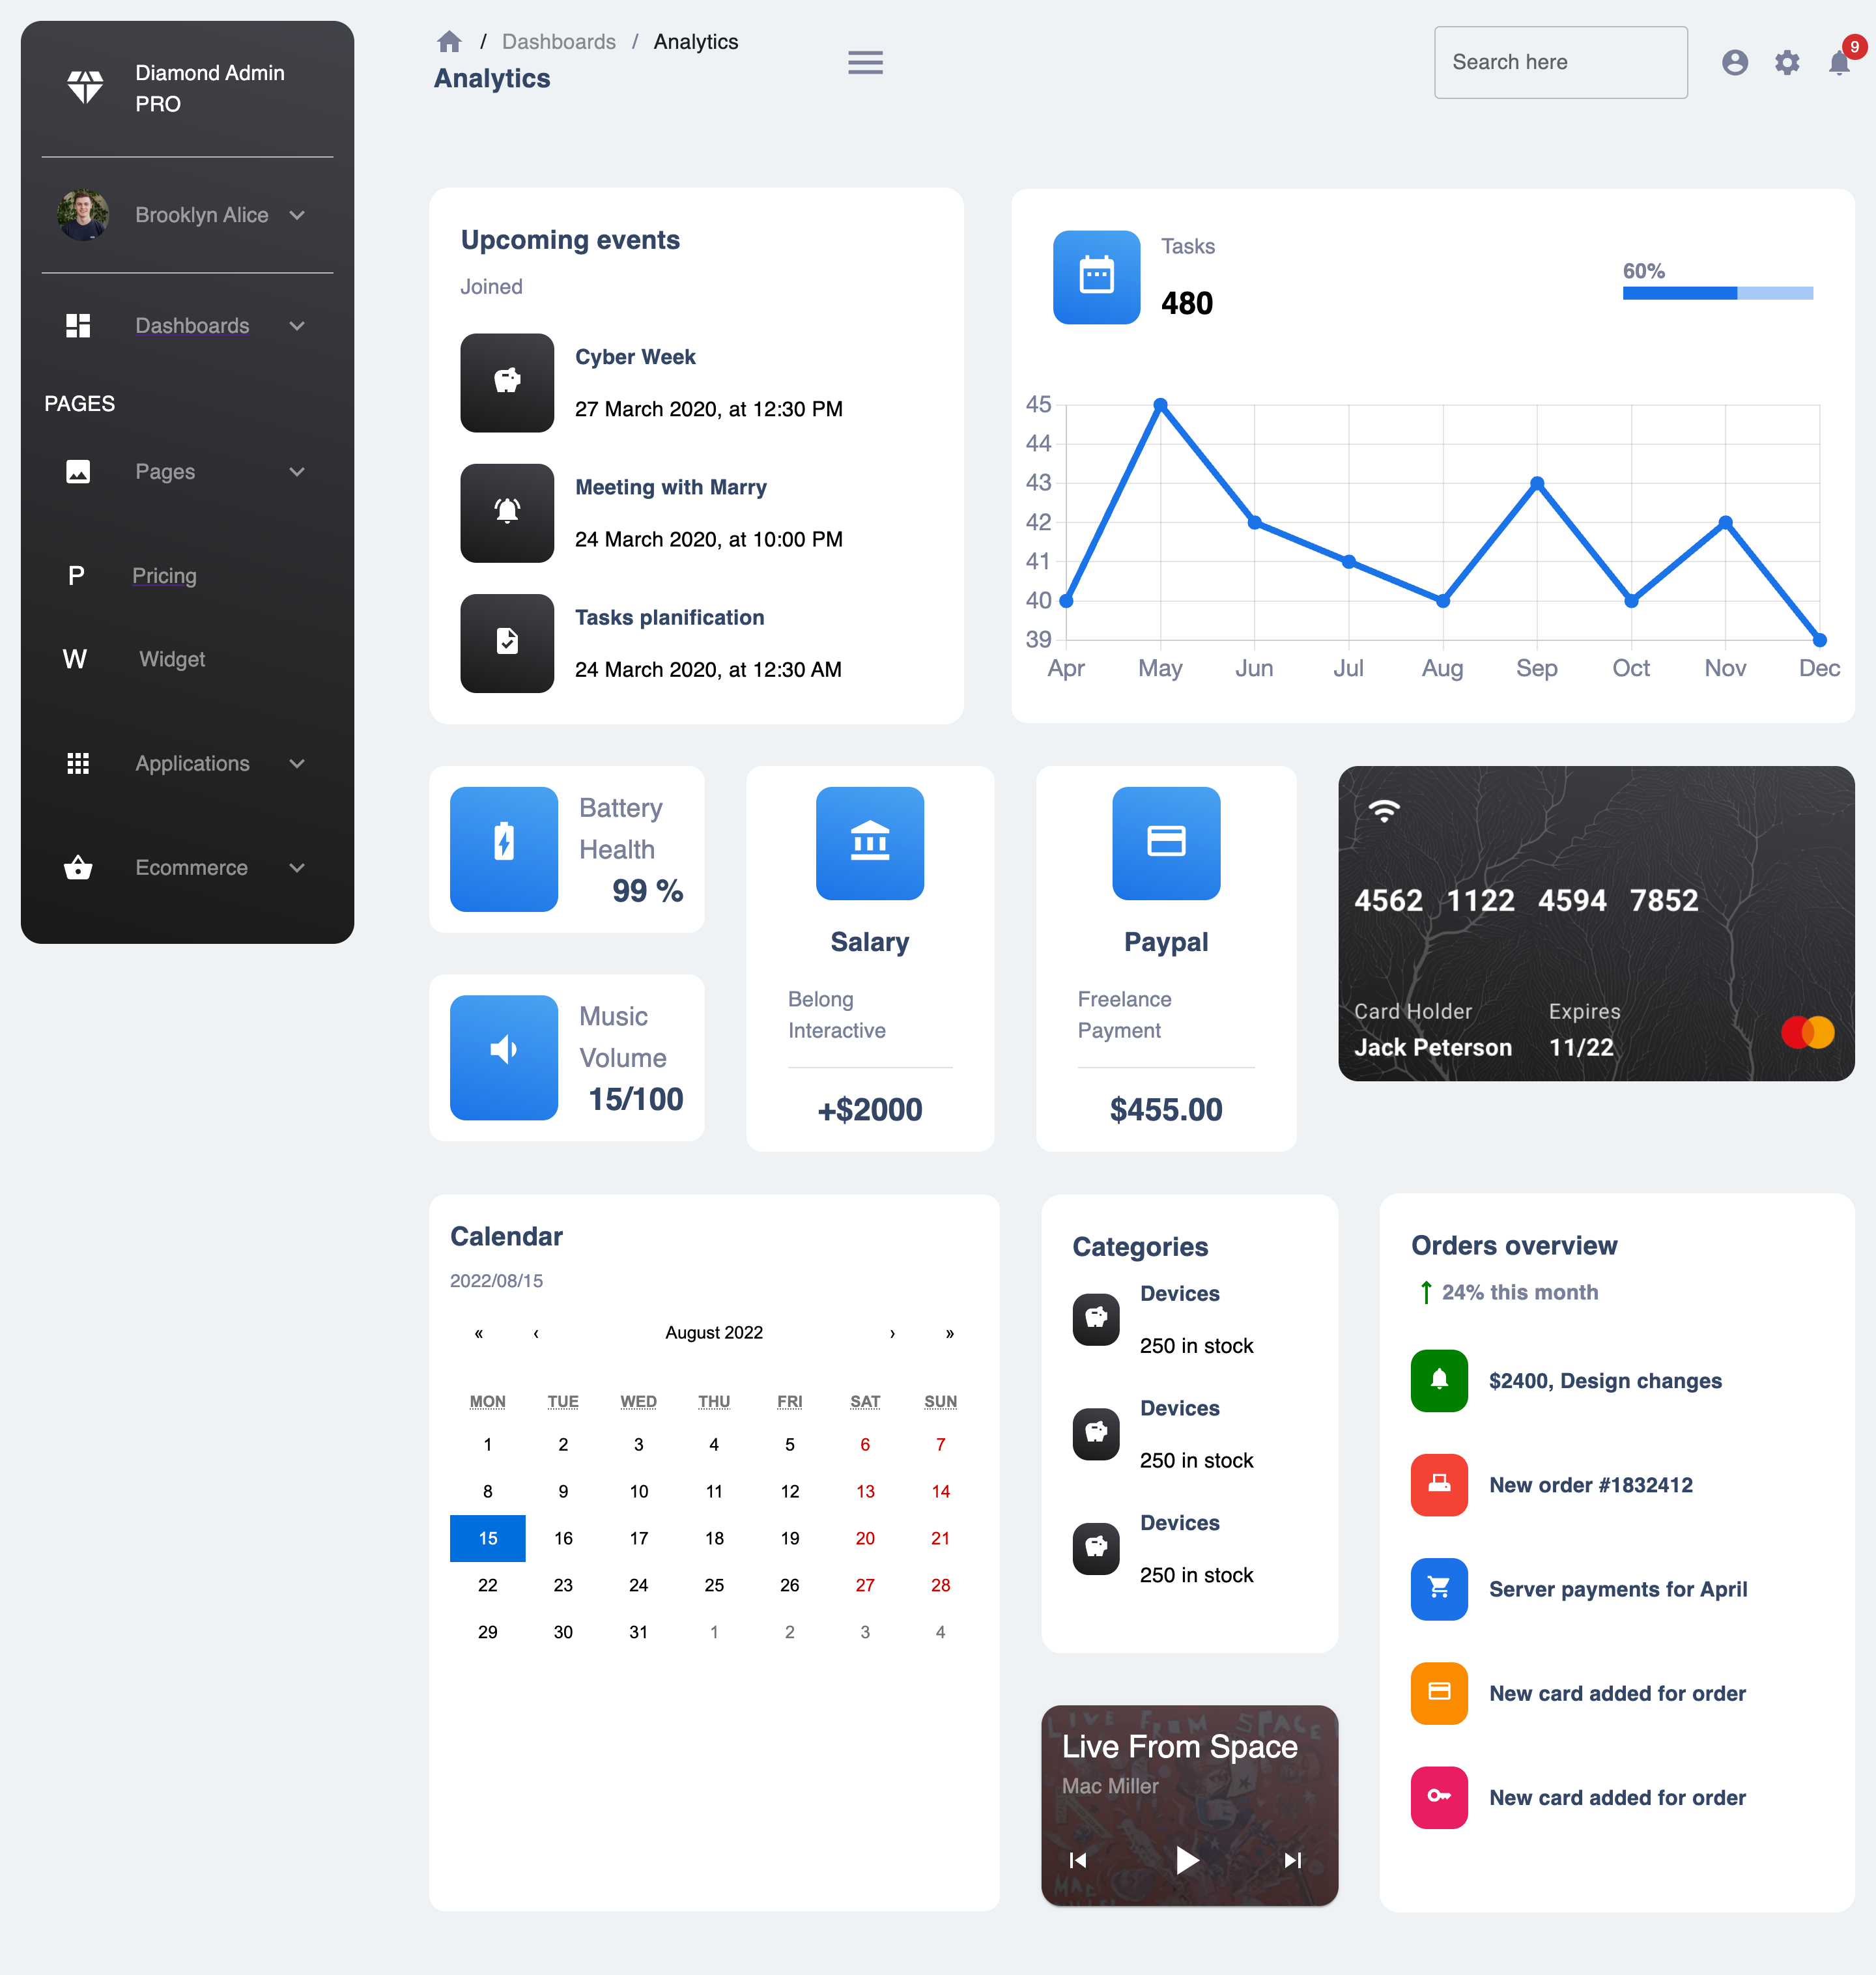 Diamond Admin
PRO
Brooklyn Alice
Dashboards
PAGES
Pages
P Pricing
W Widget
Applications
Ecommerce
/ Dashboards / Analytics
Analytics
Search here
9
Upcoming events
Joined
Cyber Week
27 March 2020, at 12:30 PM
Meeting with Marry
24 March 2020, at 10:00 PM
Tasks planification
24 March 2020, at 12:30 AM
Tasks
480
60%
45
44
43
42
41
40
39
Apr May Jun Jul Aug Sep Oct Nov Dec
Battery
Health
99 %
Music
Volume
15/100
Salary
Belong
Interactive
+$2000
Paypal
Freelance
Payment
$455.00
4562 1122 4594 7852
Card Holder Expires
Jack Peterson 11/22
Calendar
2022/08/15
« ‹ August 2022 › »
MON TUE WED THU FRI SAT SUN
1 2 3 4 5 6 7
8 9 10 11 12 13 14
15 16 17 18 19 20 21
22 23 24 25 26 27 28
29 30 31 1 2 3 4
Categories
Devices
250 in stock
Devices
250 in stock
Devices
250 in stock
LIVE FROM SPACE
Live From Space
Mac Miller
MAC
Orders overview
↑ 24% this month
$2400, Design changes
New order #1832412
Server payments for April
New card added for order
New card added for order